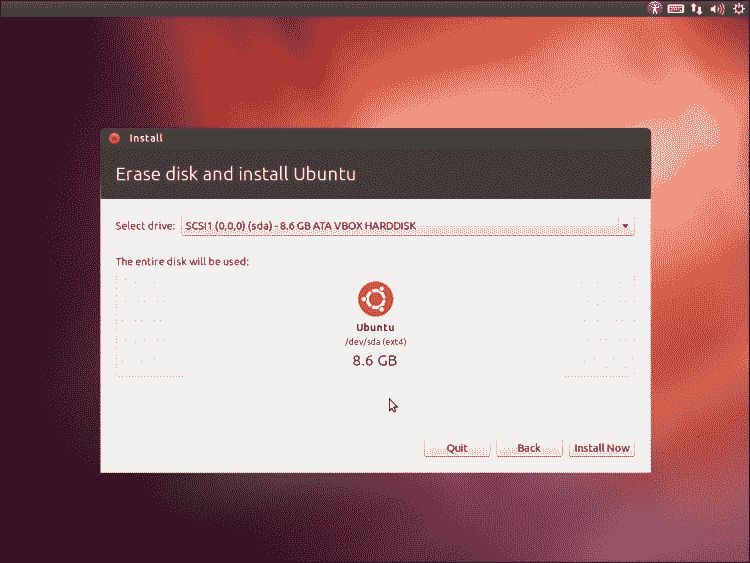 Install
Erase disk and install Ubuntu
Select drive: SCSI1 (0,0,0) (sda) - 8.6 GB ATA VBOX HARDDISK
The entire disk will be used:
Ubuntu
/dev/sda (ext4)
8.6 GB
Quit Back Install Now